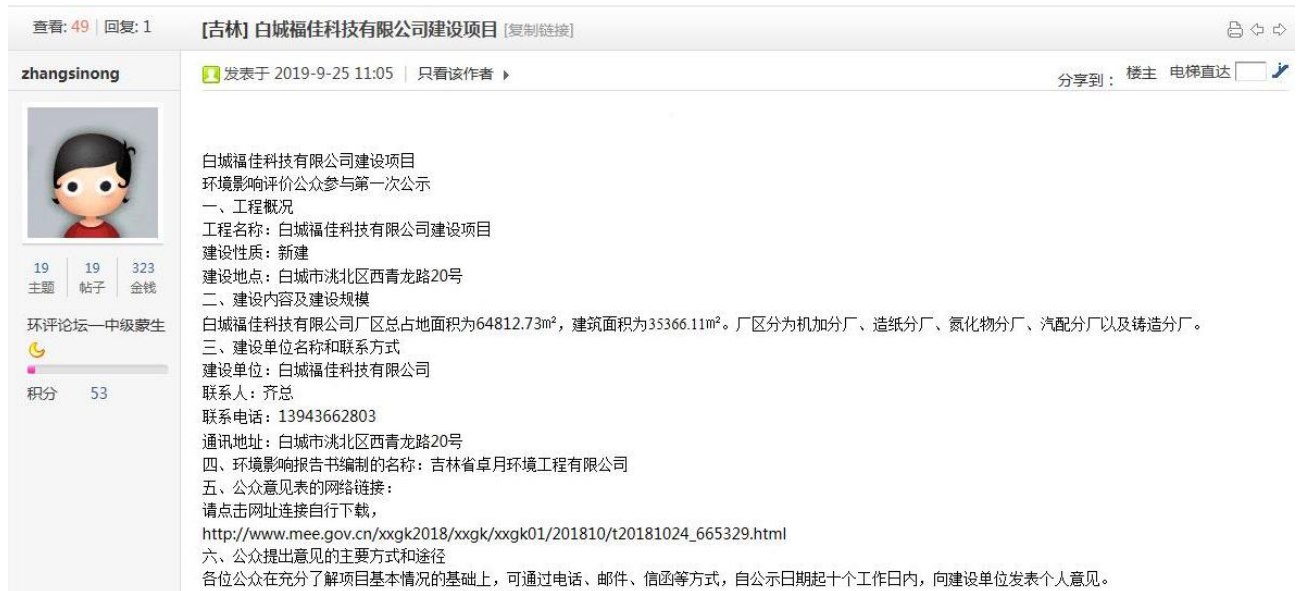 查看: 49 | 回复: 1
[吉林] 白城福佳科技有限公司建设项目 [复制链接]
zhangsinong
发表于 2019-9-25 11:05 | 只看该作者
分享到： 楼主 电梯直达
19 19 323
主题 帖子 金钱
环评论坛—中级蒙生
积分 53
白城福佳科技有限公司建设项目
环境影响评价公众参与第一次公示
一、工程概况
工程名称：白城福佳科技有限公司建设项目
建设性质：新建
建设地点：白城市洮北区西青龙路20号
二、建设内容及建设规模
白城福佳科技有限公司厂区总占地面积为64812.73m²，建筑面积为35366.11m²。厂区分为机加分厂、造纸分厂、氮化物分厂、汽配分厂以及铸造分厂。
三、建设单位名称和联系方式
建设单位：白城福佳科技有限公司
联系人：齐总
联系电话：13943662803
通讯地址：白城市洮北区西青龙路20号
四、环境影响报告书编制的名称：吉林省卓月环境工程有限公司
五、公众意见表的网络链接：
请点击网址连接自行下载，
http://www.mee.gov.cn/xxgk2018/xxgk/xxgk01/201810/t20181024_665329.html
六、公众提出意见的主要方式和途径
各位公众在充分了解项目基本情况的基础上，可通过电话、邮件、信函等方式，自公示日期起十个工作日内，向建设单位发表个人意见。